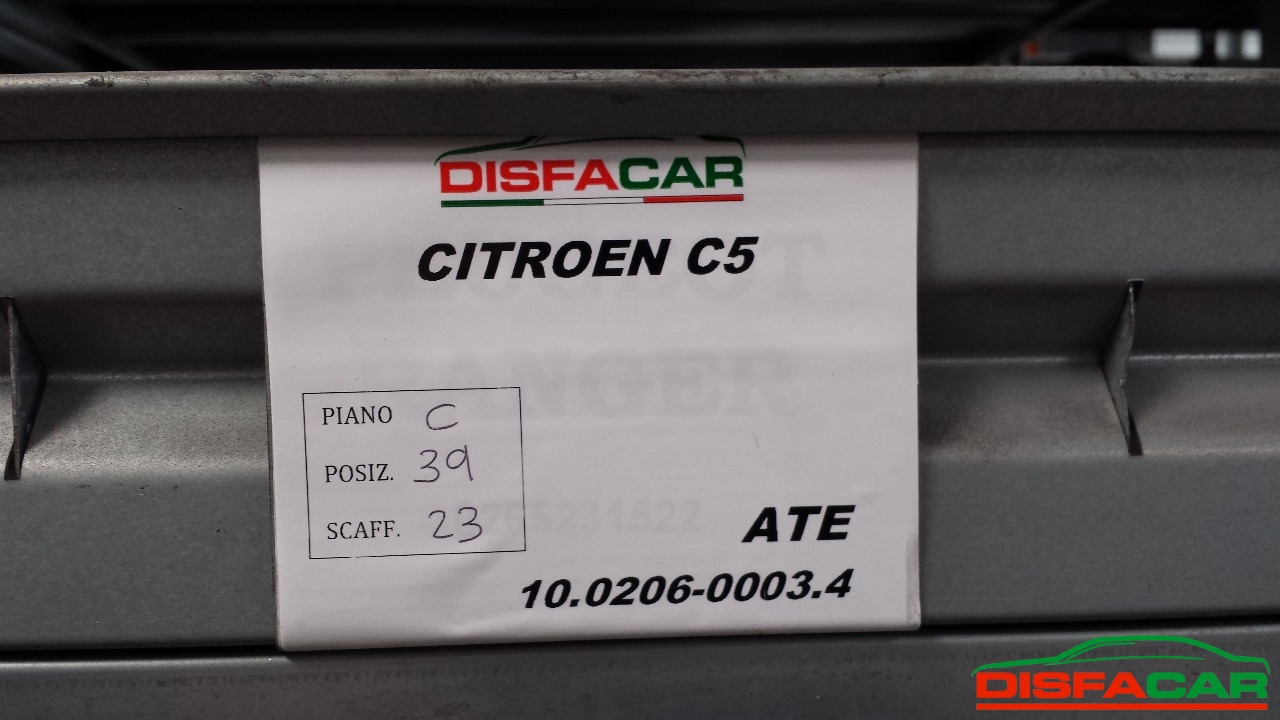 DISFACAR
CITROEN C5
PIANO C
POSIZ. 39
SCAFF. 23
ATE
10.0206-0003.4
DISFACAR